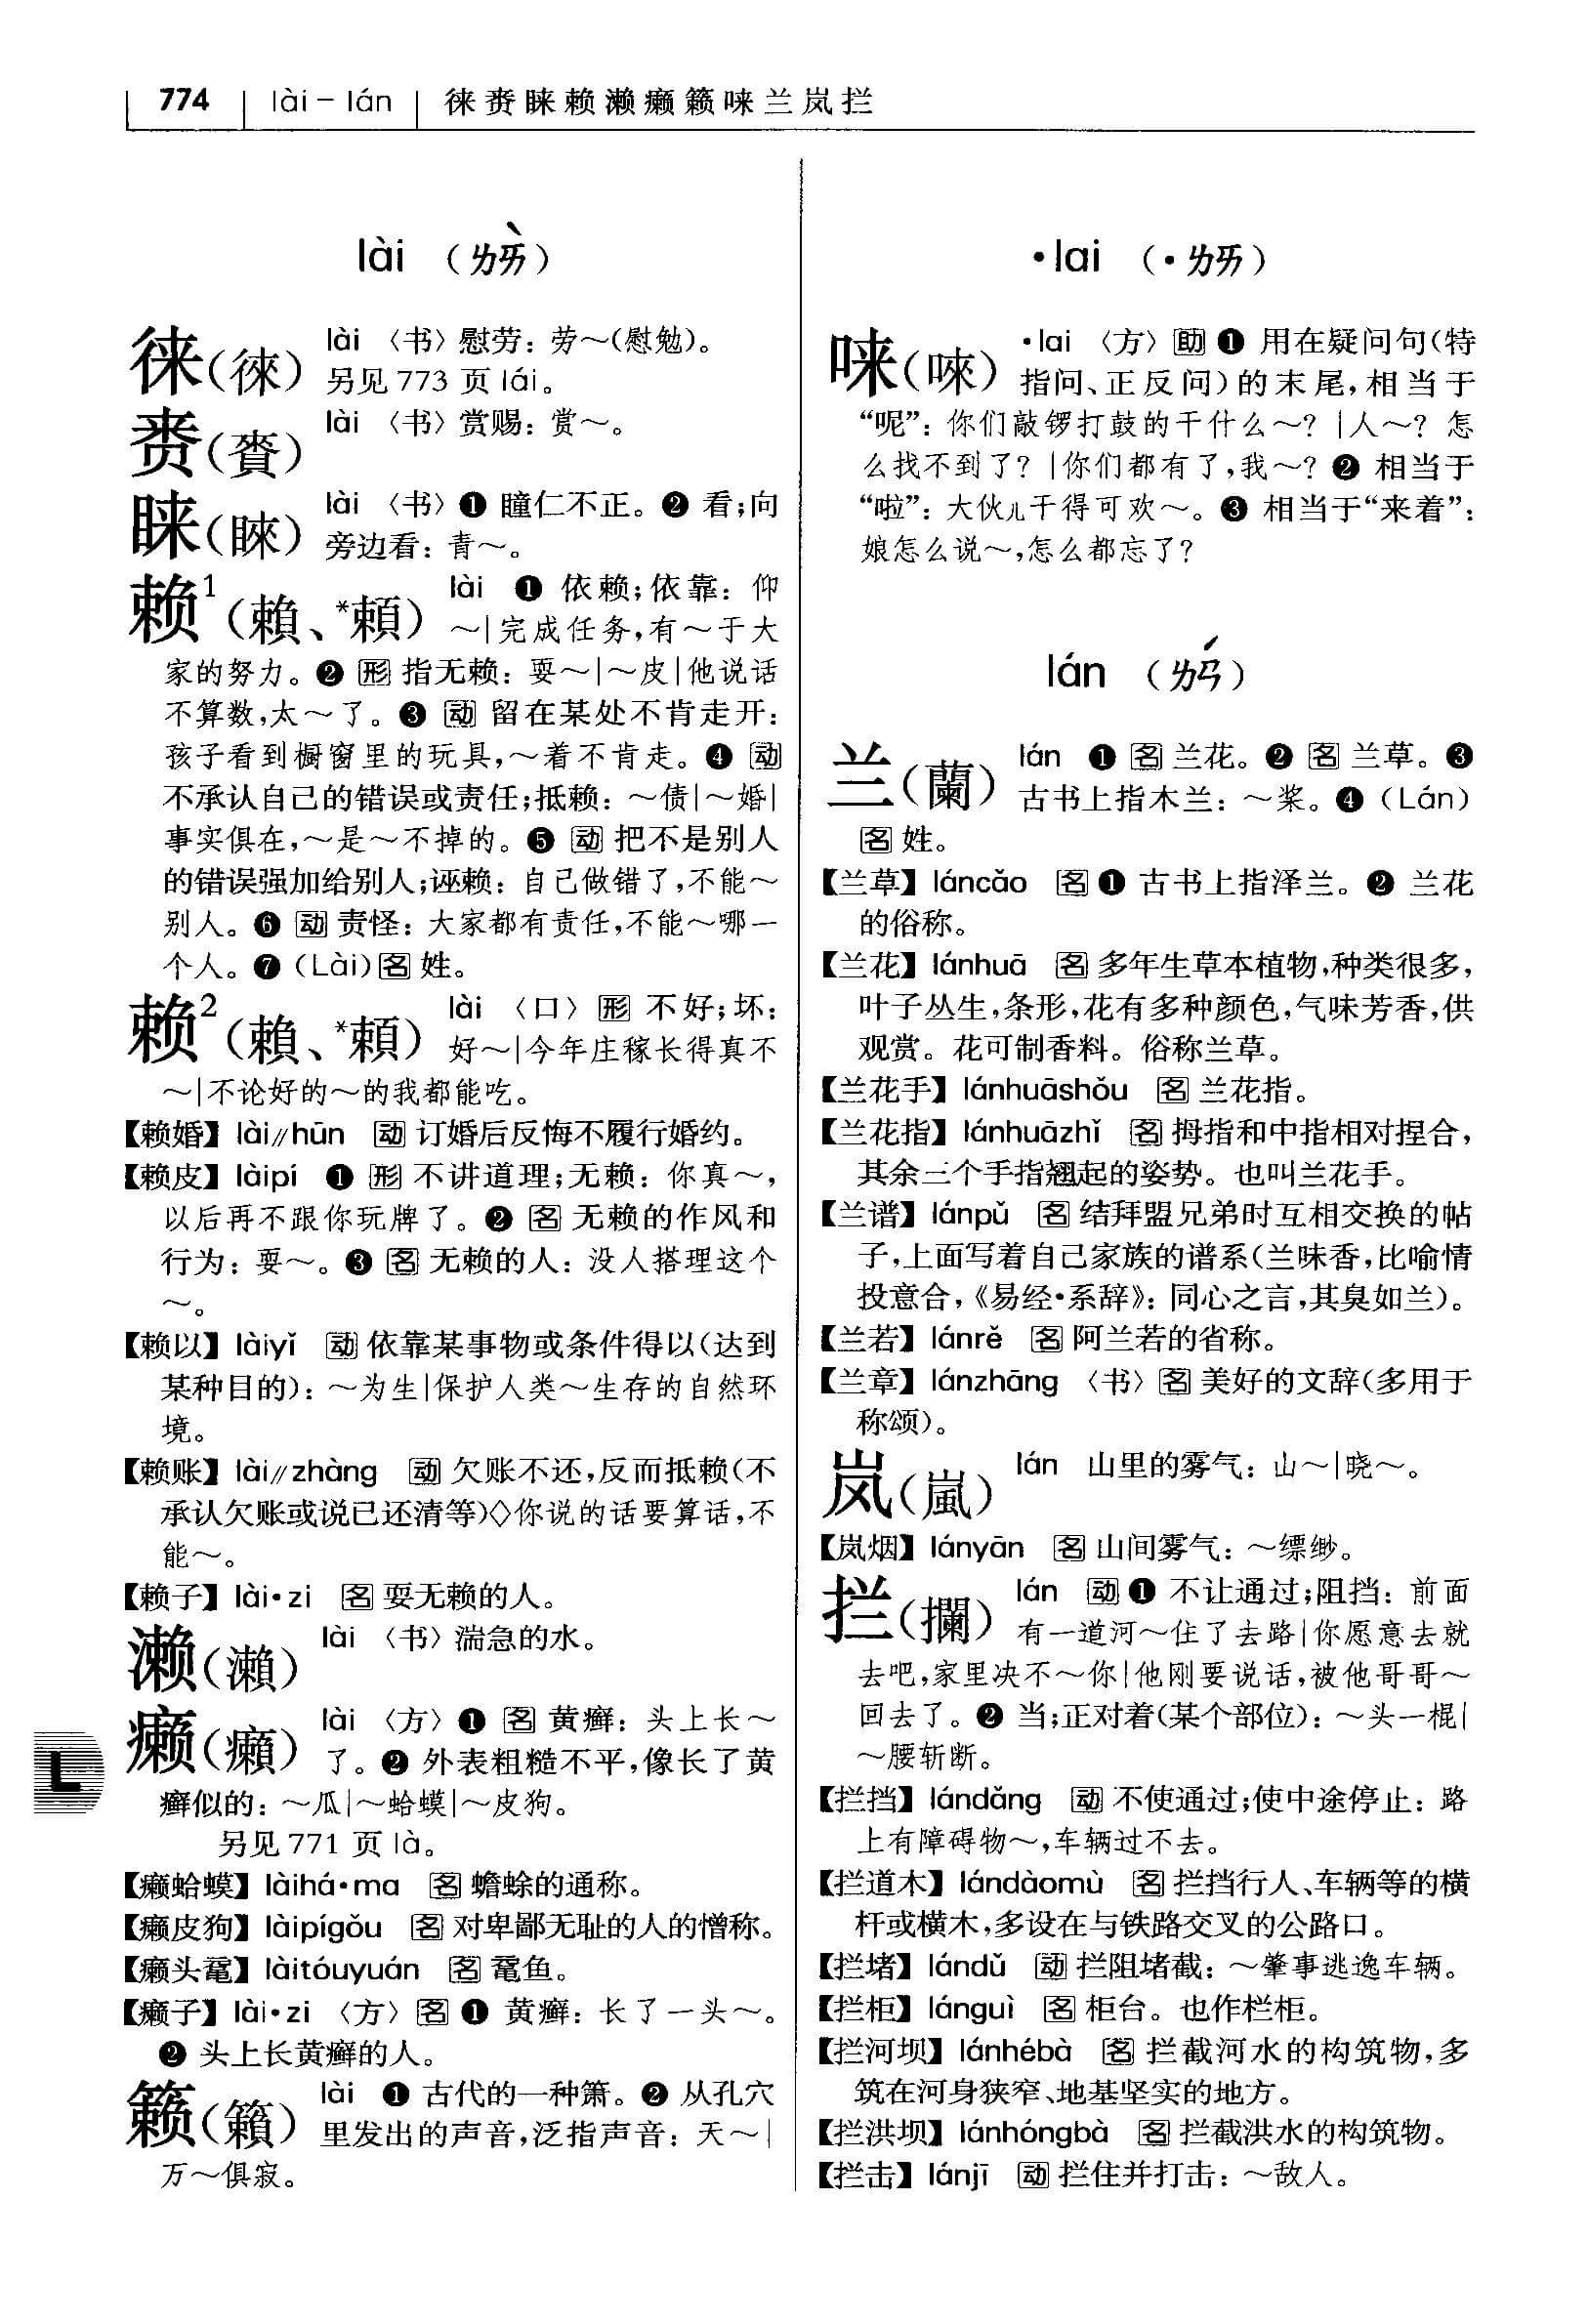 774 lài－lán 徕赉睐赖濑癞籁唻兰岚拦
lài （ㄌㄞˋ）
徕（徠） lài 〈书〉慰劳：劳～（慰勉）。
另见773 页 lái。
赉（賚） lài 〈书〉赏赐：赏～。
睐（睞） lài 〈书〉❶ 瞳仁不正。❷ 看；向
旁边看：青～。
赖¹（賴、*頼） lài ❶ 依赖；依靠：仰
～|完成任务，有～于大
家的努力。❷ 形 指无赖：耍～|～皮|他说话
不算数，太～了。❸ 动 留在某处不肯走开：
孩子看到橱窗里的玩具，～着不肯走。❹ 动
不承认自己的错误或责任；抵赖：～债|～婚|
事实俱在，～是～不掉的。❺ 动 把不是别人
的错误强加给别人；诬赖：自己做错了，不能～
别人。❻ 动 责怪：大家都有责任，不能～哪一
个人。❼（Lài）名 姓。
赖²（賴、*頼） lài 〈口〉形 不好；坏：
好～|今年庄稼长得真不
～|不论好的～的我都能吃。
【赖婚】lài∥hūn 动 订婚后反悔不履行婚约。
【赖皮】làipí ❶ 形 不讲道理；无赖：你真～，
以后再不跟你玩牌了。❷ 名 无赖的作风和
行为：耍～。❸ 名 无赖的人：没人搭理这个
～。
【赖以】làiyǐ 动 依靠某事物或条件得以（达到
某种目的）：～为生|保护人类～生存的自然环
境。
【赖账】lài∥zhàng 动 欠账不还，反而抵赖（不
承认欠账或说已还清等）◇你说的话要算话，不
能～。
【赖子】lài•zi 名 耍无赖的人。
濑（瀨） lài 〈书〉湍急的水。
癞（癩） lài 〈方〉❶ 名 黄癣：头上长～
了。❷ 外表粗糙不平，像长了黄
癣似的：～瓜|～蛤蟆|～皮狗。
另见771 页 là。
【癞蛤蟆】làihá•ma 名 蟾蜍的通称。
【癞皮狗】làipígǒu 名 对卑鄙无耻的人的憎称。
【癞头鼋】làitóuyuán 名 鼋鱼。
【癞子】lài•zi 〈方〉名 ❶ 黄癣：长了一头～。
❷ 头上长黄癣的人。
籁（籟） lài ❶ 古代的一种箫。❷ 从孔穴
里发出的声音，泛指声音：天～|
万～俱寂。
L
•lai （•ㄌㄞ）
唻（唻） •lai 〈方〉助 ❶ 用在疑问句（特
指问、正反问）的末尾，相当于
“呢”：你们敲锣打鼓的干什么～？|人～？怎
么找不到了？|你们都有了，我～？❷ 相当于
“啦”：大伙儿干得可欢～。❸ 相当于“来着”：
娘怎么说～，怎么都忘了？
lán （ㄌㄢˊ）
兰（蘭） lán ❶ 名 兰花。❷ 名 兰草。❸
古书上指木兰：～桨。❹（Lán）
名 姓。
【兰草】láncǎo 名 ❶ 古书上指泽兰。❷ 兰花
的俗称。
【兰花】lánhuā 名 多年生草本植物，种类很多，
叶子丛生，条形，花有多种颜色，气味芳香，供
观赏。花可制香料。俗称兰草。
【兰花手】lánhuāshǒu 名 兰花指。
【兰花指】lánhuāzhǐ 名 拇指和中指相对捏合，
其余三个手指翘起的姿势。也叫兰花手。
【兰谱】lánpǔ 名 结拜盟兄弟时互相交换的帖
子，上面写着自己家族的谱系（兰味香，比喻情
投意合，《易经•系辞》：同心之言，其臭如兰）。
【兰若】lánrě 名 阿兰若的省称。
【兰章】lánzhāng 〈书〉名 美好的文辞（多用于
称颂）。
岚（嵐） lán 山里的雾气：山～|晓～。
【岚烟】lányān 名 山间雾气：～缥缈。
拦（攔） lán 动 ❶ 不让通过；阻挡：前面
有一道河～住了去路|你愿意去就
去吧，家里决不～你|他刚要说话，被他哥哥～
回去了。❷ 当；正对着（某个部位）：～头一棍|
～腰斩断。
【拦挡】lándǎng 动 不使通过；使中途停止：路
上有障碍物～，车辆过不去。
【拦道木】lándàomù 名 拦挡行人、车辆等的横
杆或横木，多设在与铁路交叉的公路口。
【拦堵】lándǔ 动 拦阻堵截：～肇事逃逸车辆。
【拦柜】lánguì 名 柜台。也作栏柜。
【拦河坝】lánhébà 名 拦截河水的构筑物，多
筑在河身狭窄、地基坚实的地方。
【拦洪坝】lánhóngbà 名 拦截洪水的构筑物。
【拦击】lánjī 动 拦住并打击：～敌人。